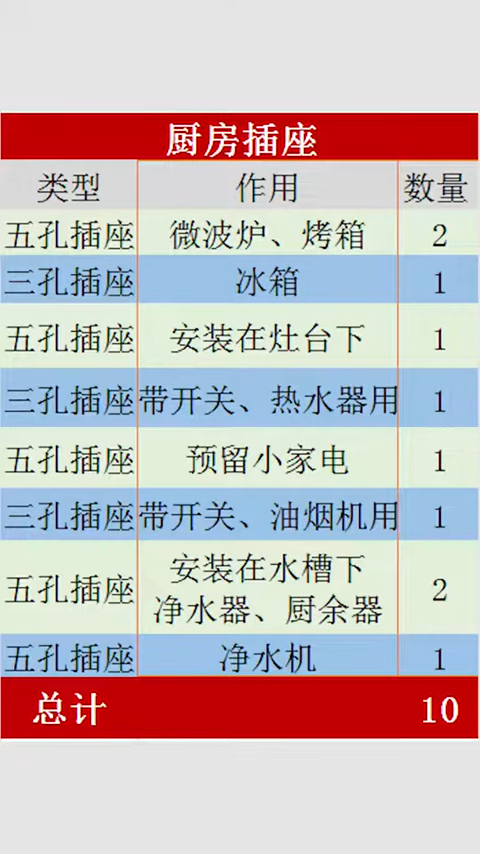 厨房插座
类型 作用 数量
五孔插座 微波炉、烤箱 2
三孔插座 冰箱 1
五孔插座 安装在灶台下 1
三孔插座 带开关、热水器用 1
五孔插座 预留小家电 1
三孔插座 带开关、油烟机用 1
五孔插座 安装在水槽下 2
净水器、厨余器
五孔插座 净水机 1
总计 10